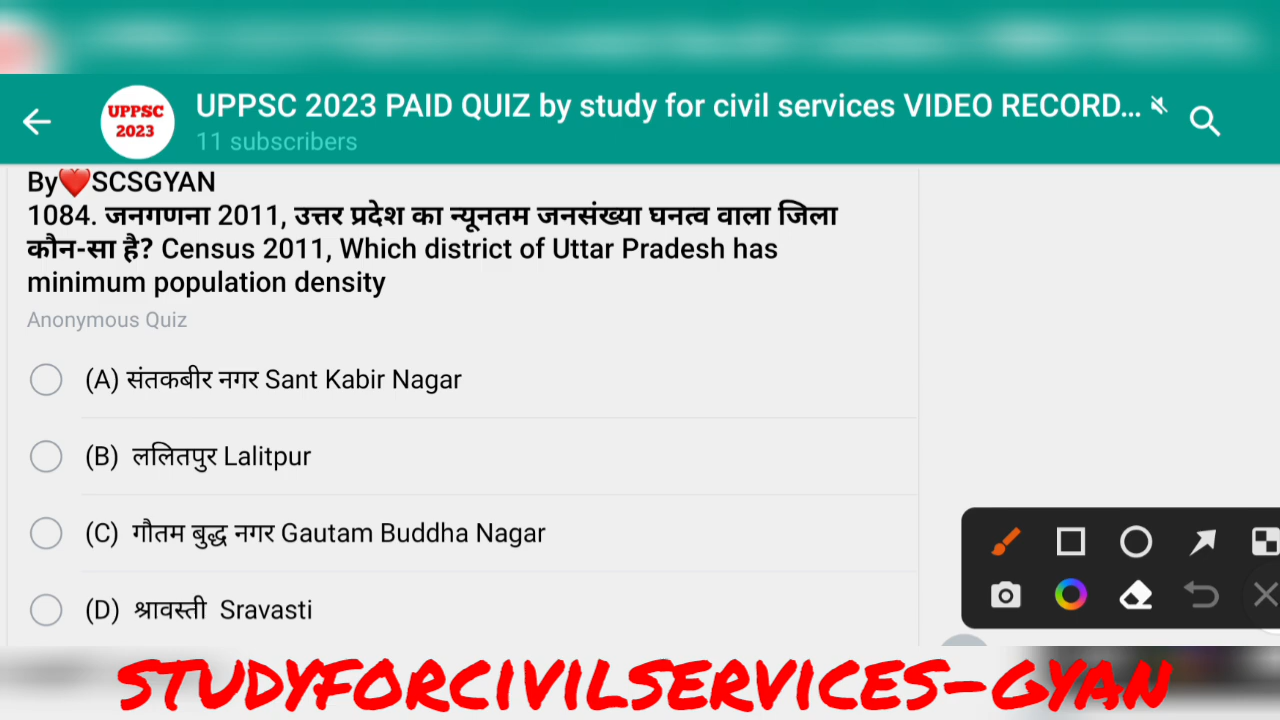 UPPSC
2023
UPPSC 2023 PAID QUIZ by study for civil services VIDEO RECORD...
11 subscribers
By❤️SCSGYAN
1084. जनगणना 2011, उत्तर प्रदेश का न्यूनतम जनसंख्या घनत्व वाला जिला
कौन-सा है? Census 2011, Which district of Uttar Pradesh has
minimum population density
Anonymous Quiz
(A) संतकबीर नगर Sant Kabir Nagar
(B) ललितपुर Lalitpur
(C) गौतम बुद्ध नगर Gautam Buddha Nagar
(D) श्रावस्ती Sravasti
STUDYFORCIVILSERVICES-GYAN